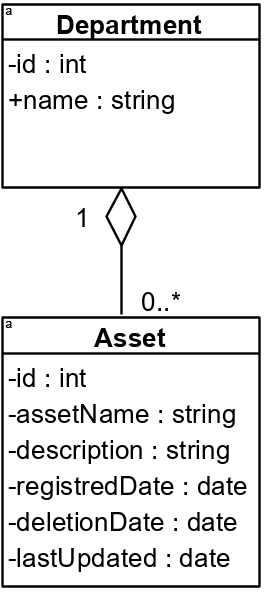 a
Department
-id : int
+name : string
1
0..*
a
Asset
-id : int
-assetName : string
-description : string
-registredDate : date
-deletionDate : date
-lastUpdated : date